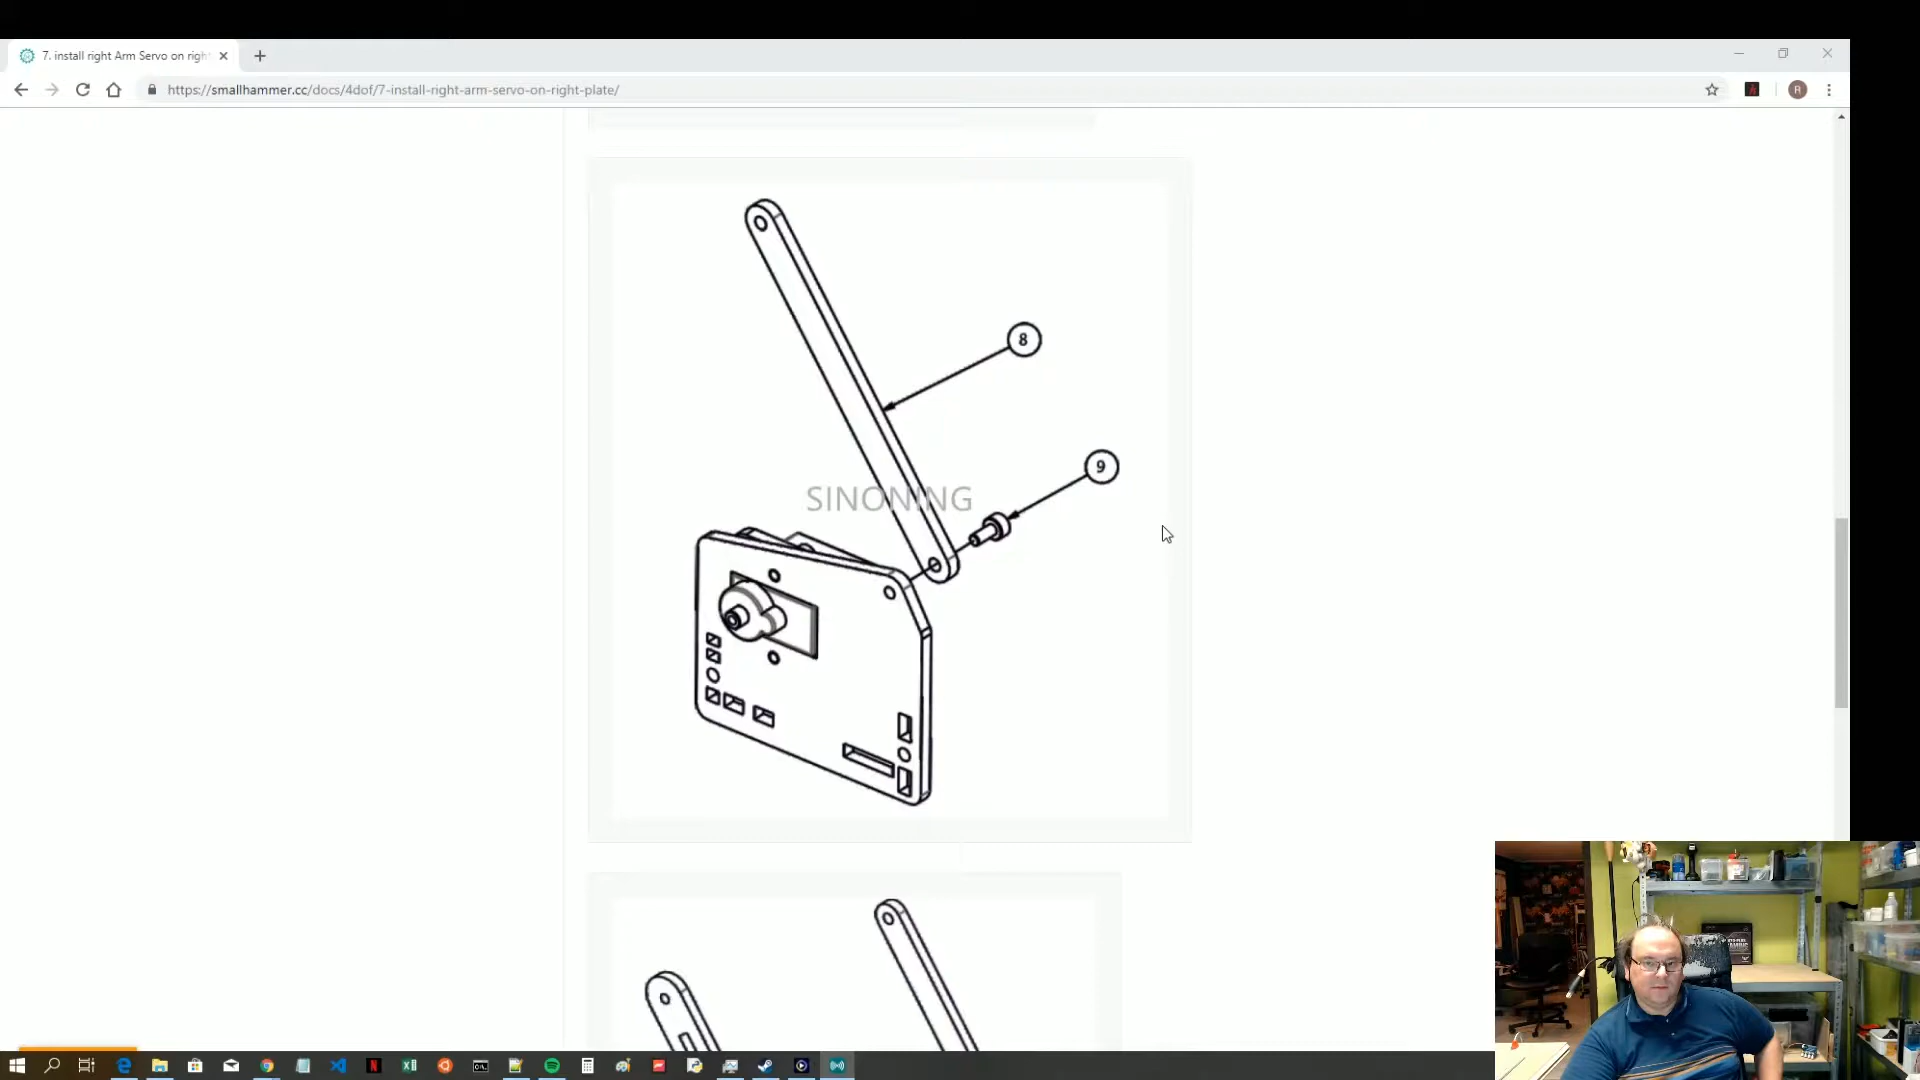 7. install right Arm Servo on righ
https://smallhammer.cc/docs/4dof/7-install-right-arm-servo-on-right-plate/
R
8
9
SINONING